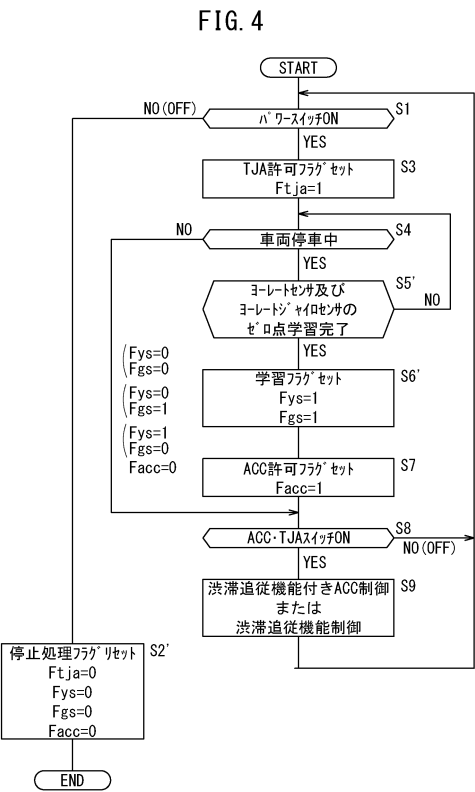 FIG. 4
START
NO(OFF)
パワースイッチON
S1
YES
TJA許可フラグセット
Ftja=1
S3
NO
車両停車中
S4
YES
ヨーレートセンサ及び
ヨーレートジャイロセンサの
ゼロ点学習完了
S5'
NO
YES
(Fys=0
Fgs=0
(Fys=0
Fgs=1
(Fys=1
Fgs=0
Facc=0
学習フラグセット
Fys=1
Fgs=1
S6'
ACC許可フラグセット
Facc=1
S7
ACC・TJAスイッチON
S8
NO(OFF)
YES
渋滞追従機能付きACC制御
または
渋滞追従機能制御
S9
停止処理フラグリセット
Ftja=0
Fys=0
Fgs=0
Facc=0
S2'
END